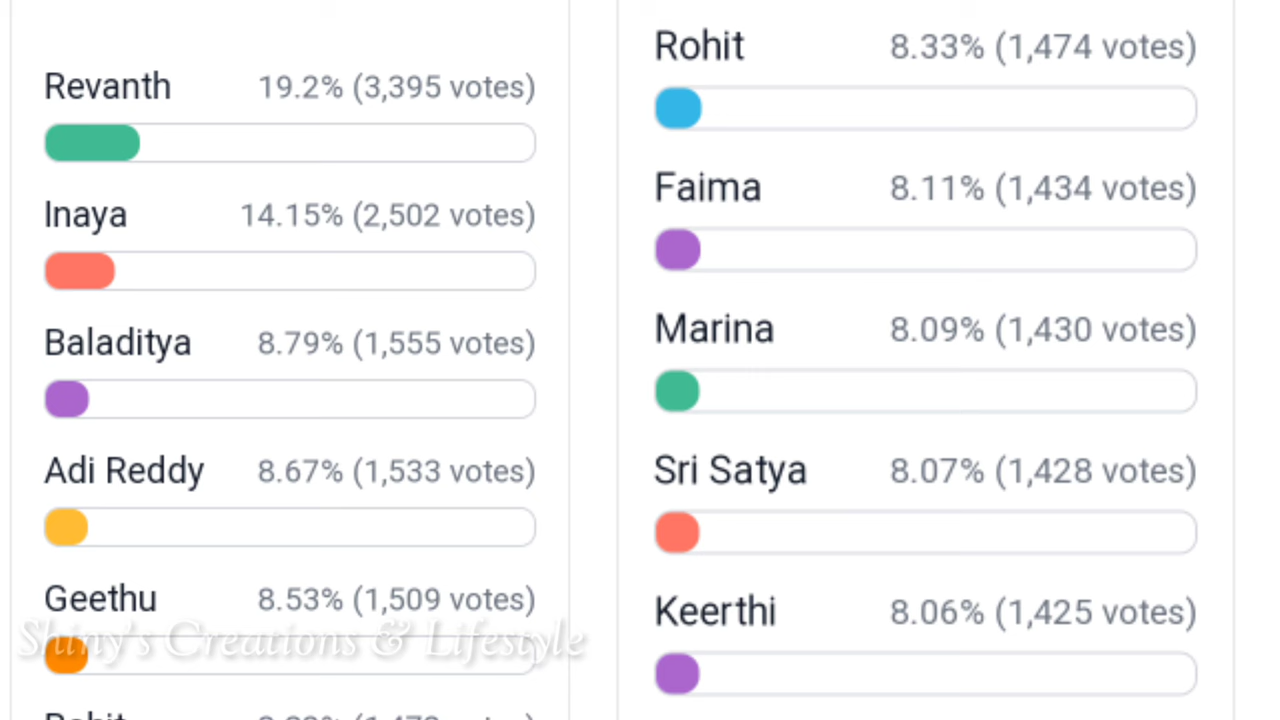 Revanth 19.2% (3,395 votes)
Inaya 14.15% (2,502 votes)
Baladitya 8.79% (1,555 votes)
Adi Reddy 8.67% (1,533 votes)
Geethu 8.53% (1,509 votes)
Shiny's Creations & Lifestyle
Rohit 8.33% (1,474 votes)
Faima 8.11% (1,434 votes)
Marina 8.09% (1,430 votes)
Sri Satya 8.07% (1,428 votes)
Keerthi 8.06% (1,425 votes)